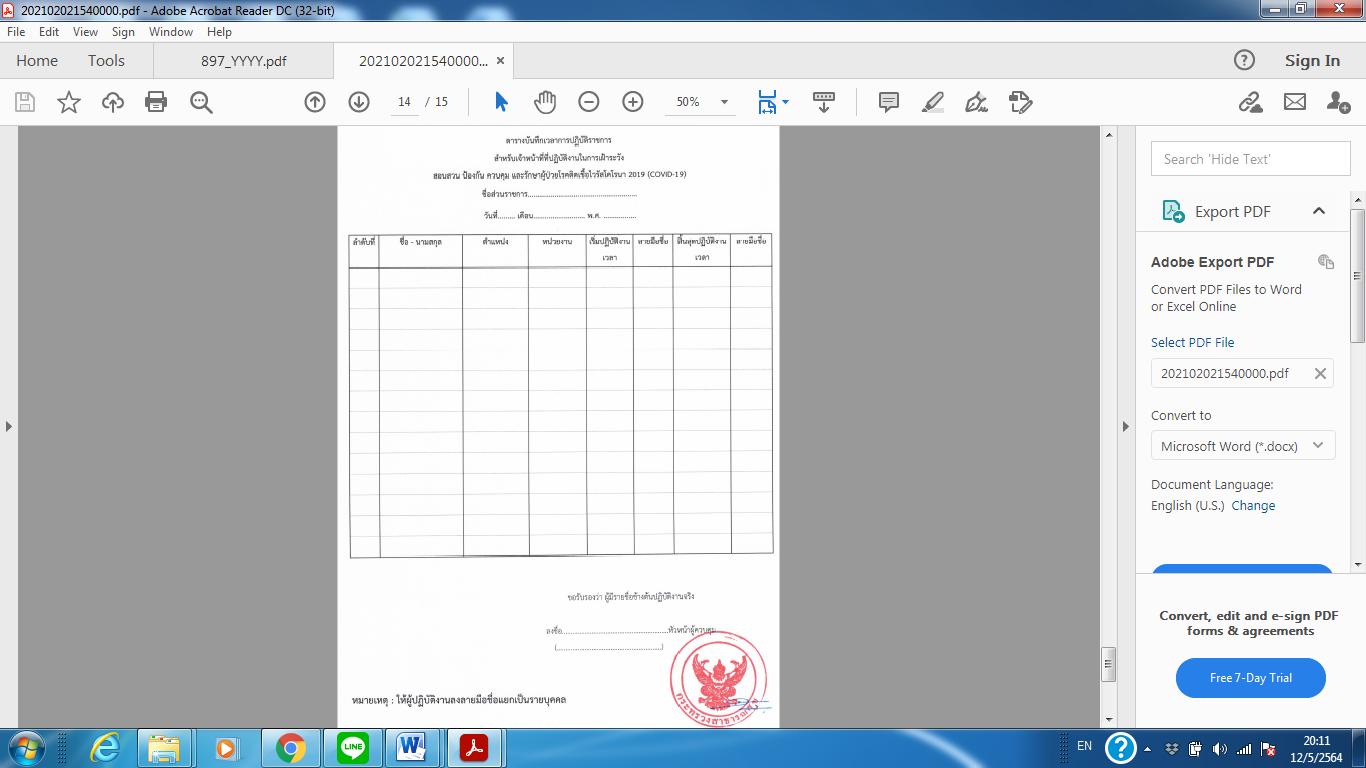 202102021540000.pdf - Adobe Acrobat Reader DC (32-bit)
File Edit View Sign Window Help
Home Tools 897_YYYY.pdf 202102021540000... × Sign In
14 / 15 50%
ตารางบันทึกเวลาการปฏิบัติราชการ
สำหรับเจ้าหน้าที่ที่ปฏิบัติงานในการเฝ้าระวัง
สอบสวน ป้องกัน ควบคุม และรักษาผู้ป่วยโรคติดเชื้อไวรัสโคโรนา 2019 (COVID-19)
ชื่อส่วนราชการ......................................................
วันที่......... เดือน......................... พ.ศ. ................
ลำดับที่ ชื่อ - นามสกุล ตำแหน่ง หน่วยงาน เริ่มปฏิบัติงาน ลายมือชื่อ สิ้นสุดปฏิบัติงาน ลายมือชื่อ
เวลา เวลา
ขอรับรองว่า ผู้มีรายชื่อข้างต้นปฏิบัติงานจริง
ลงชื่อ....................................................หัวหน้าผู้ควบคุม
(....................................................)
หมายเหตุ : ให้ผู้ปฏิบัติงานลงลายมือชื่อแยกเป็นรายบุคคล
กระทรวงสาธารณสุข
Search 'Hide Text'
Export PDF
Adobe Export PDF
Convert PDF Files to Word
or Excel Online
Select PDF File
202102021540000.pdf
Convert to
Microsoft Word (*.docx)
Document Language:
English (U.S.) Change
Convert, edit and e-sign PDF
forms & agreements
Free 7-Day Trial
LINE
EN
20:11
12/5/2564